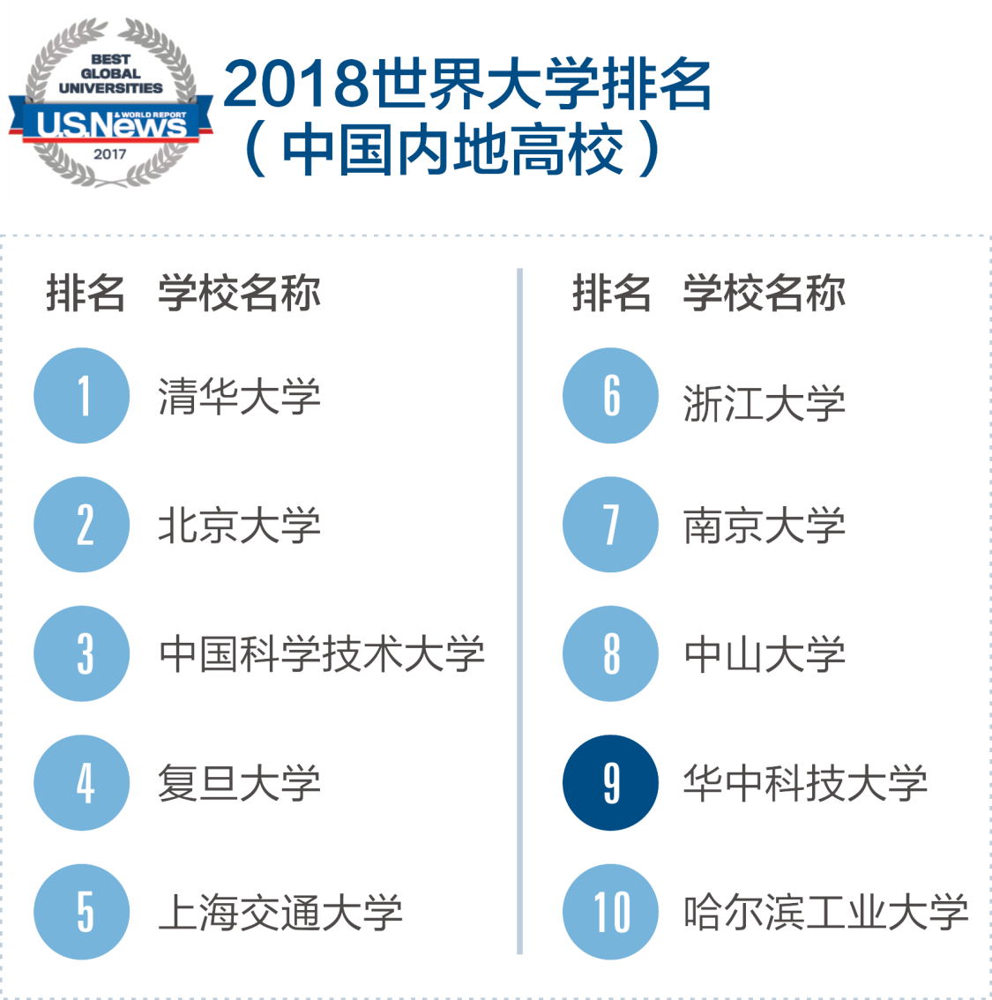 BEST
GLOBAL
UNIVERSITIES
U.S.News & WORLD REPORT
2017
2018世界大学排名
（中国内地高校）
排名 学校名称
1 清华大学
2 北京大学
3 中国科学技术大学
4 复旦大学
5 上海交通大学
排名 学校名称
6 浙江大学
7 南京大学
8 中山大学
9 华中科技大学
10 哈尔滨工业大学